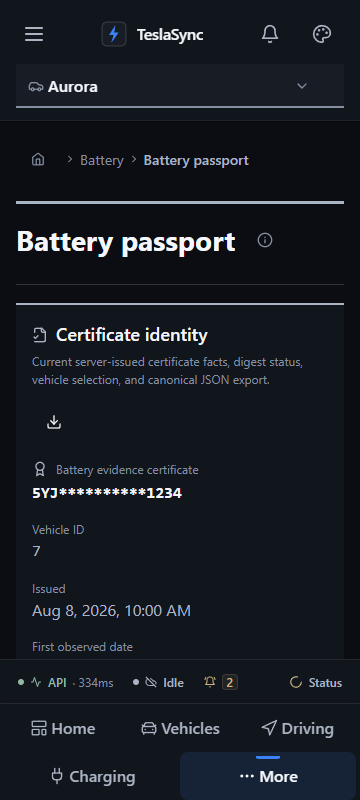 TeslaSync
Aurora
Battery
Battery passport
Battery passport
Certificate identity
Current server-issued certificate facts, digest status,
vehicle selection, and canonical JSON export.
Battery evidence certificate
5YJ**********1234
Vehicle ID
7
Issued
Aug 8, 2026, 10:00 AM
First observed date
API · 334ms
Idle
2
Status
Home
Vehicles
Driving
Charging
More